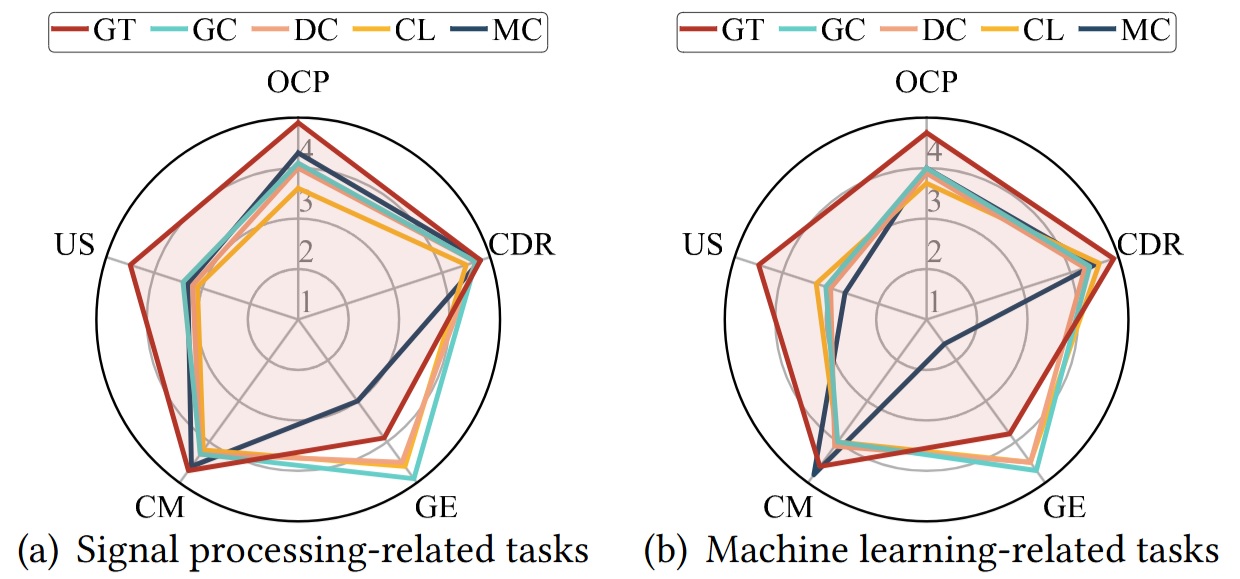 GT GC DC CL MC
OCP
4
3
2
1
US
CDR
CM
GE
(a) Signal processing-related tasks
GT GC DC CL MC
OCP
4
3
2
1
US
CDR
CM
GE
(b) Machine learning-related tasks